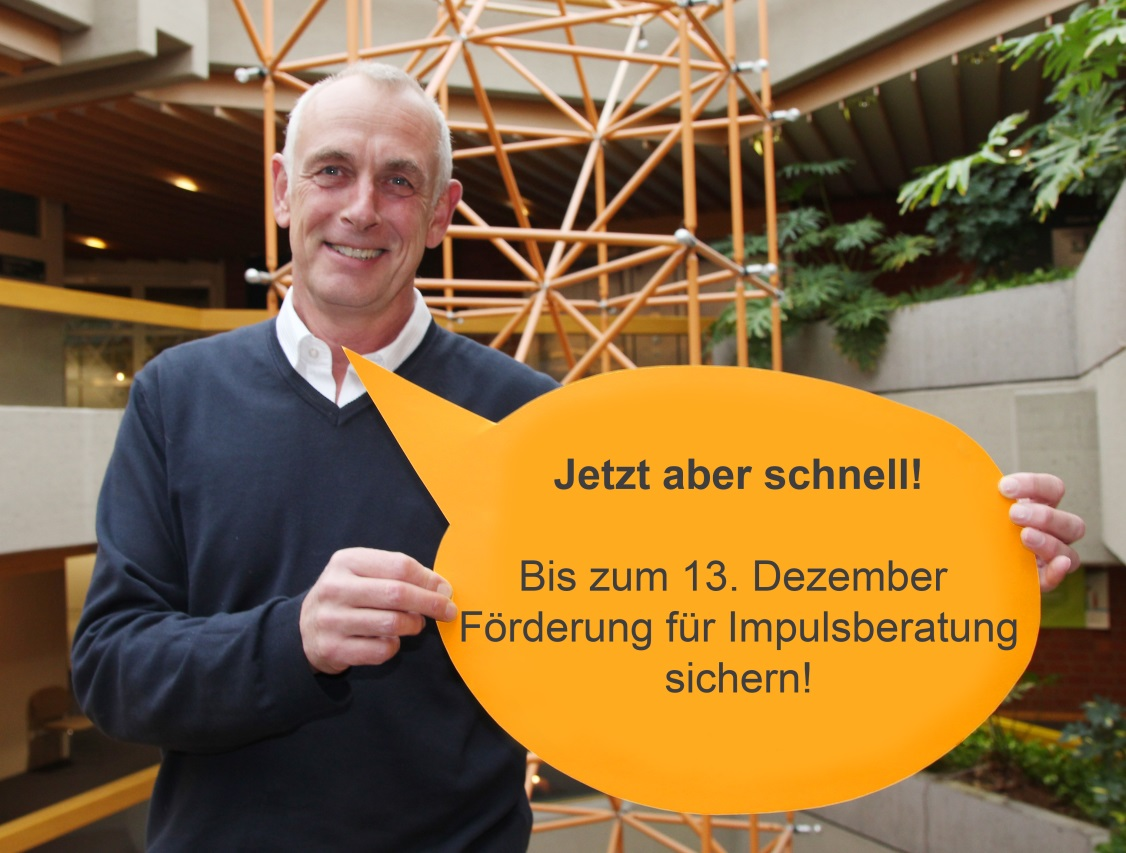 Jetzt aber schnell!
Bis zum 13. Dezember
Förderung für Impulsberatung
sichern!